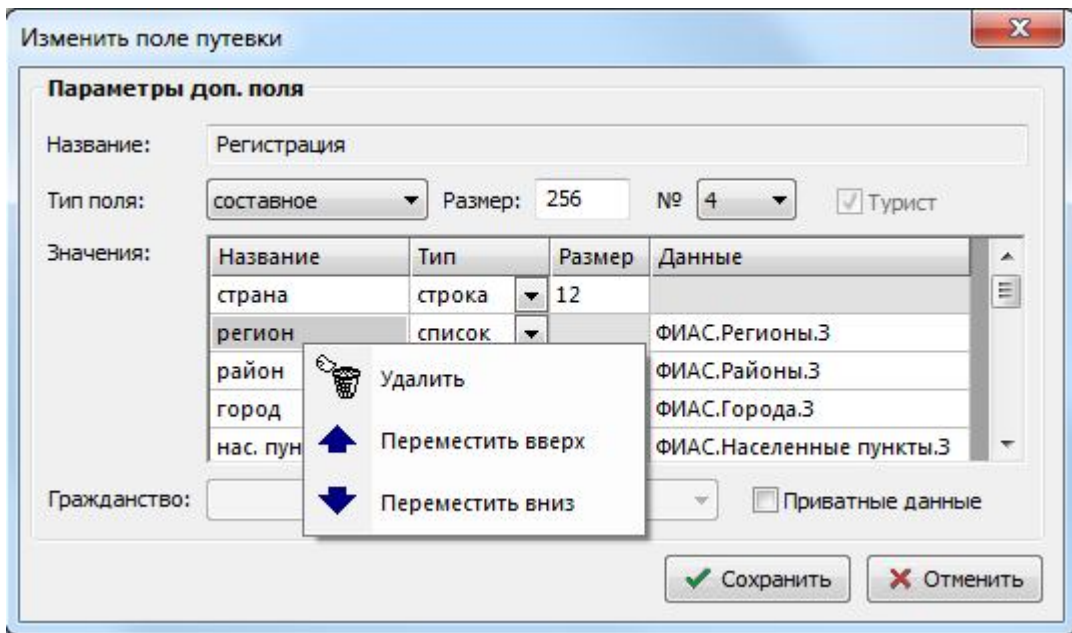 Изменить поле путевки
Параметры доп. поля
Название: Регистрация
Тип поля: составное Размер: 256 № 4 Турист
Значения: Название Тип Размер Данные
страна строка 12
регион список ФИАС.Регионы.3
район ФИАС.Районы.3
город ФИАС.Города.3
нас. пун ФИАС.Населенные пункты.3
Удалить
Переместить вверх
Переместить вниз
Гражданство: Приватные данные
Сохранить Отменить